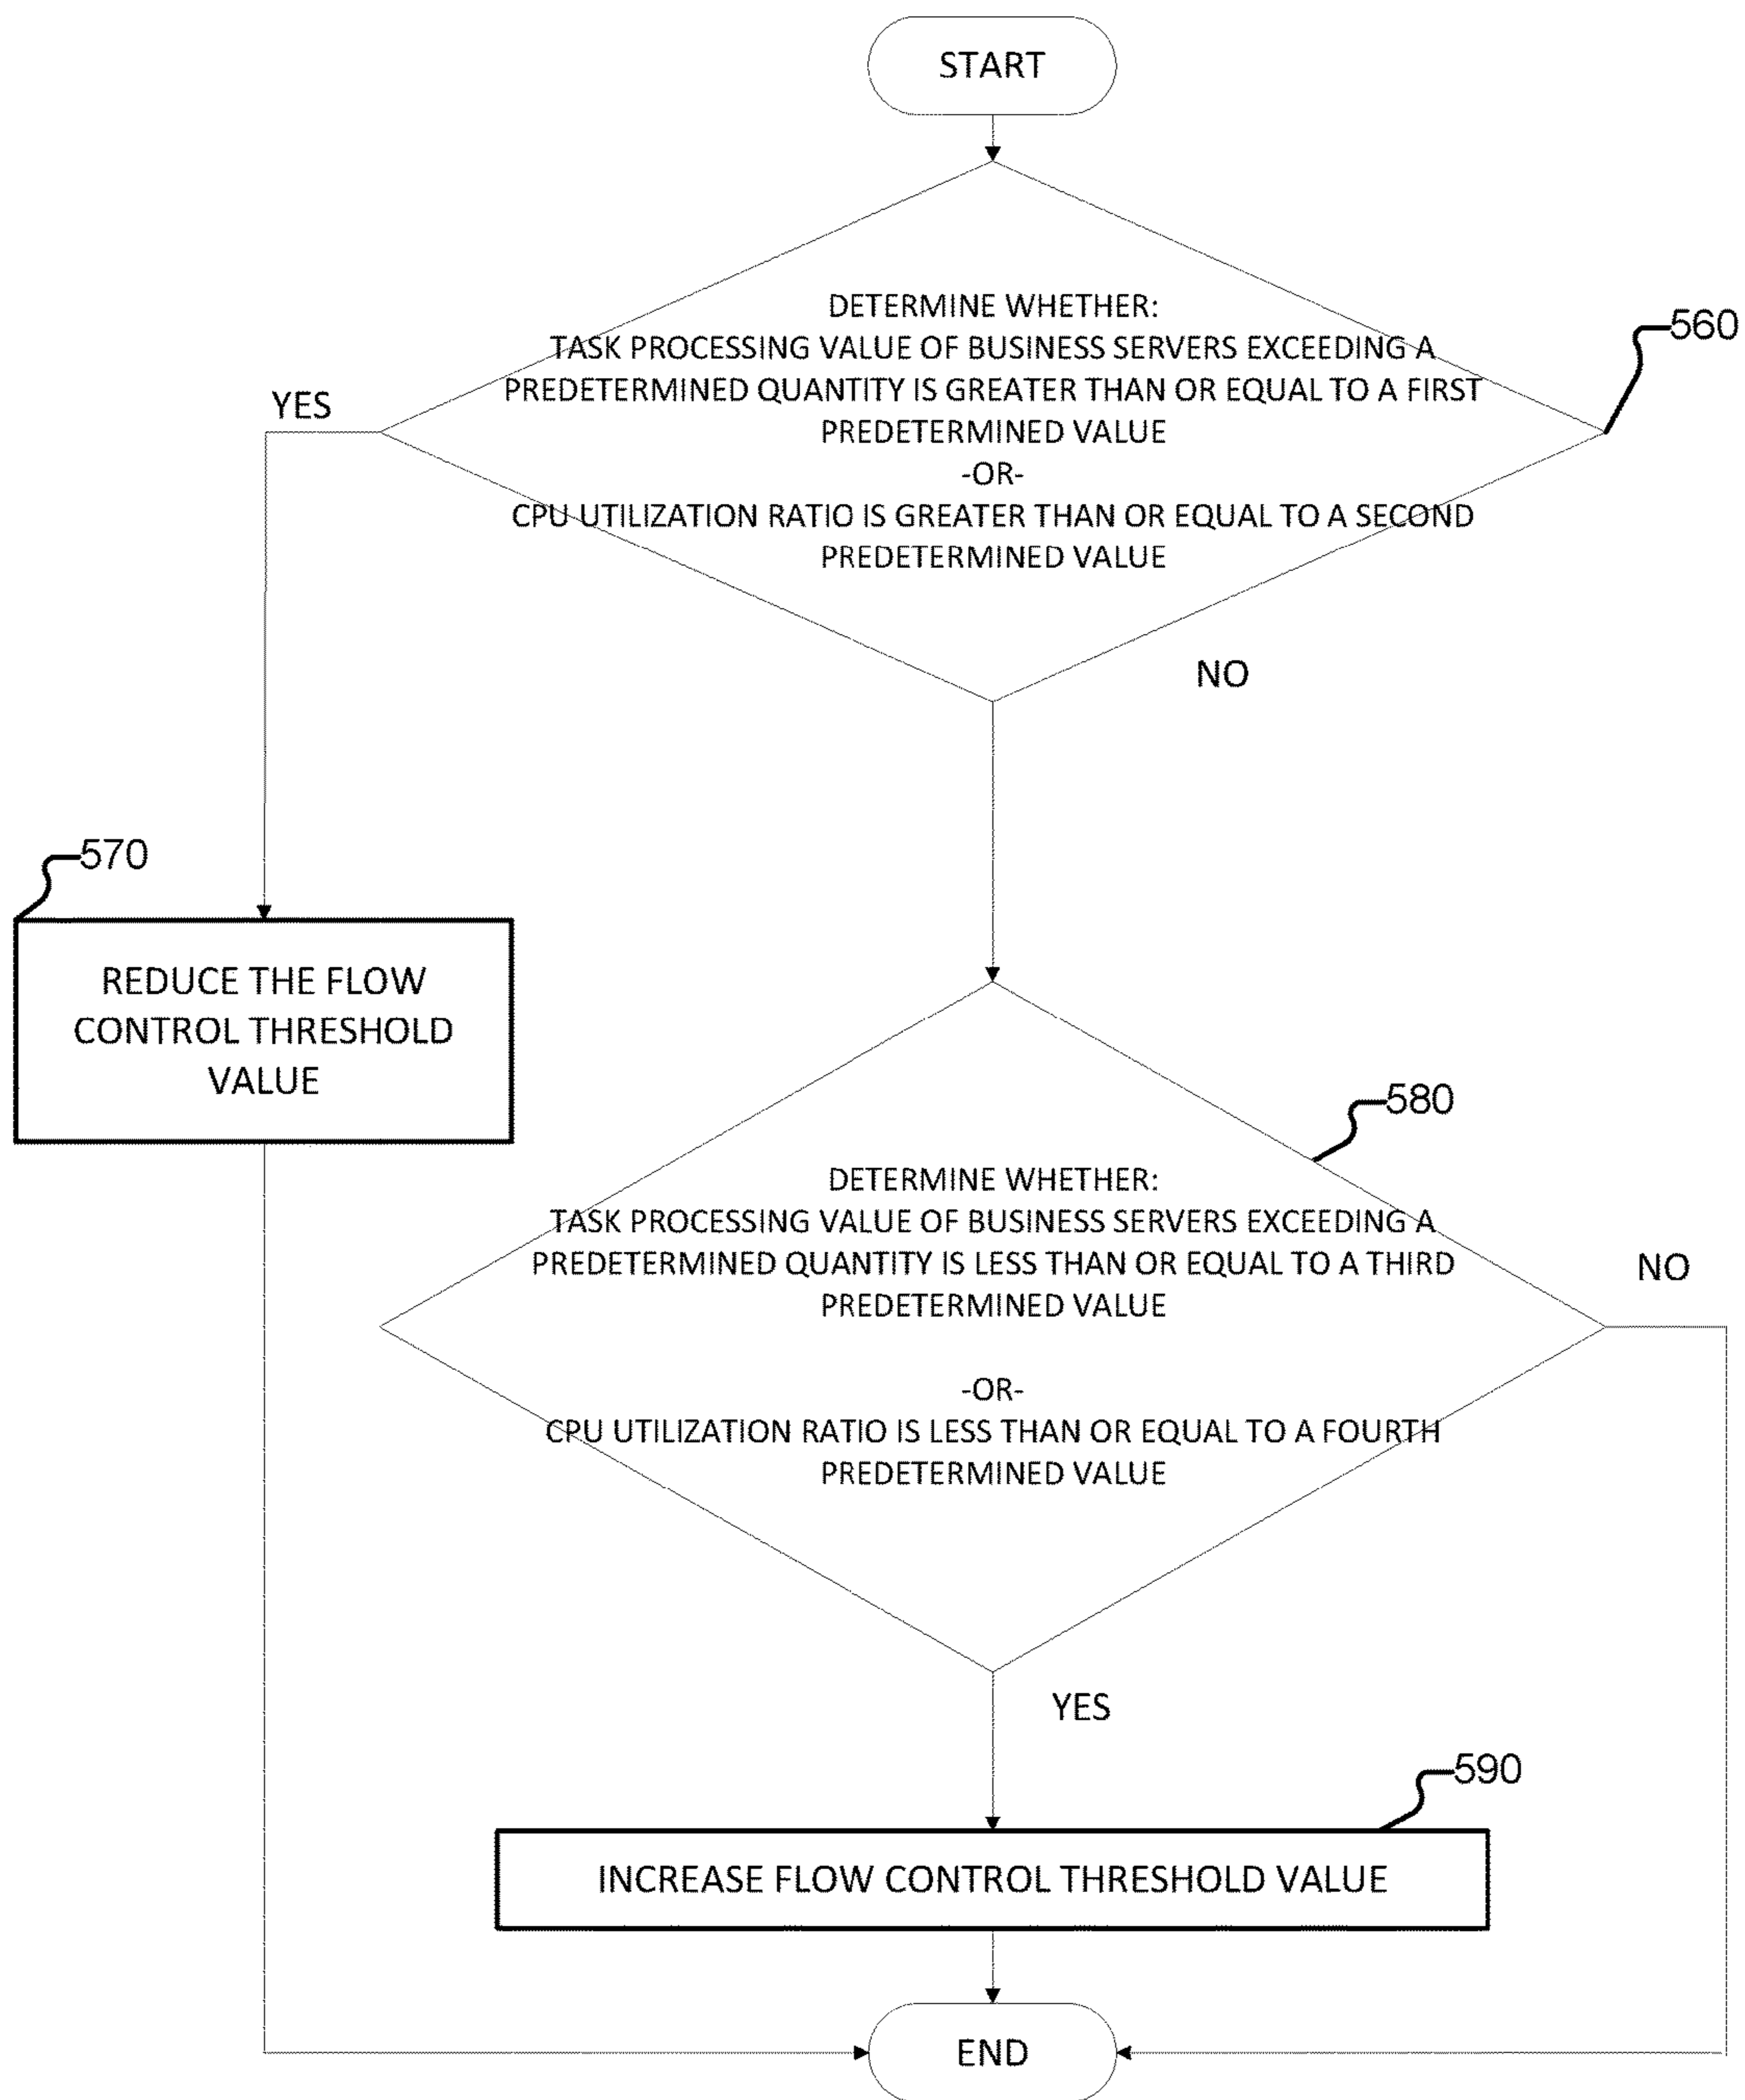 START
DETERMINE WHETHER:
TASK PROCESSING VALUE OF BUSINESS SERVERS EXCEEDING A
PREDETERMINED QUANTITY IS GREATER THAN OR EQUAL TO A FIRST
PREDETERMINED VALUE
-OR-
CPU UTILIZATION RATIO IS GREATER THAN OR EQUAL TO A SECOND
PREDETERMINED VALUE
560
YES
NO
570
REDUCE THE FLOW
CONTROL THRESHOLD
VALUE
580
DETERMINE WHETHER:
TASK PROCESSING VALUE OF BUSINESS SERVERS EXCEEDING A
PREDETERMINED QUANTITY IS LESS THAN OR EQUAL TO A THIRD
PREDETERMINED VALUE
-OR-
CPU UTILIZATION RATIO IS LESS THAN OR EQUAL TO A FOURTH
PREDETERMINED VALUE
NO
YES
590
INCREASE FLOW CONTROL THRESHOLD VALUE
END